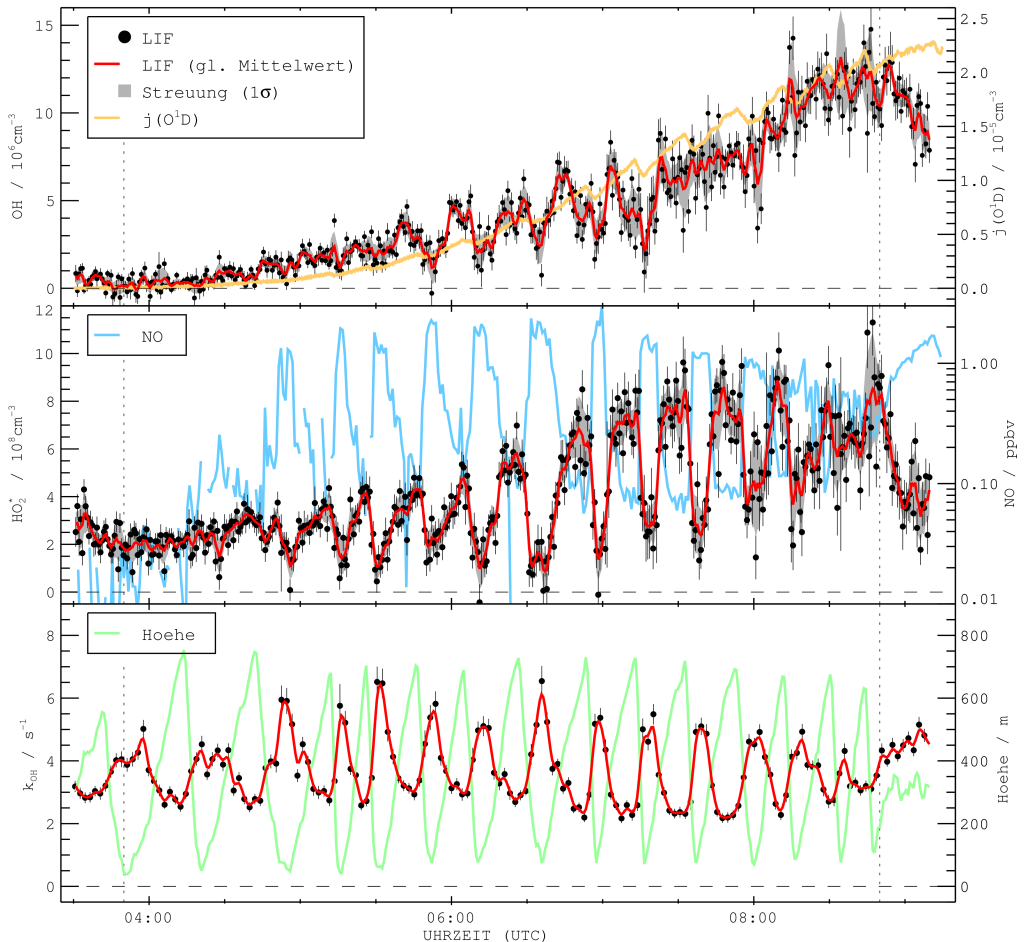 15
10
5
0
OH / 10⁶cm⁻³
LIF
LIF (gl. Mittelwert)
Streuung (1σ)
j(O¹D)
2.5
2.0
1.5
1.0
0.5
0.0
j(O¹D) / 10⁻⁵cm⁻³
12
10
8
6
4
2
0
HO₂* / 10⁸cm⁻³
NO
1.00
0.10
0.01
NO / ppbv
8
6
4
2
0
k_OH / s⁻¹
Hoehe
800
600
400
200
0
Hoehe / m
04:00
06:00
08:00
UHRZEIT (UTC)